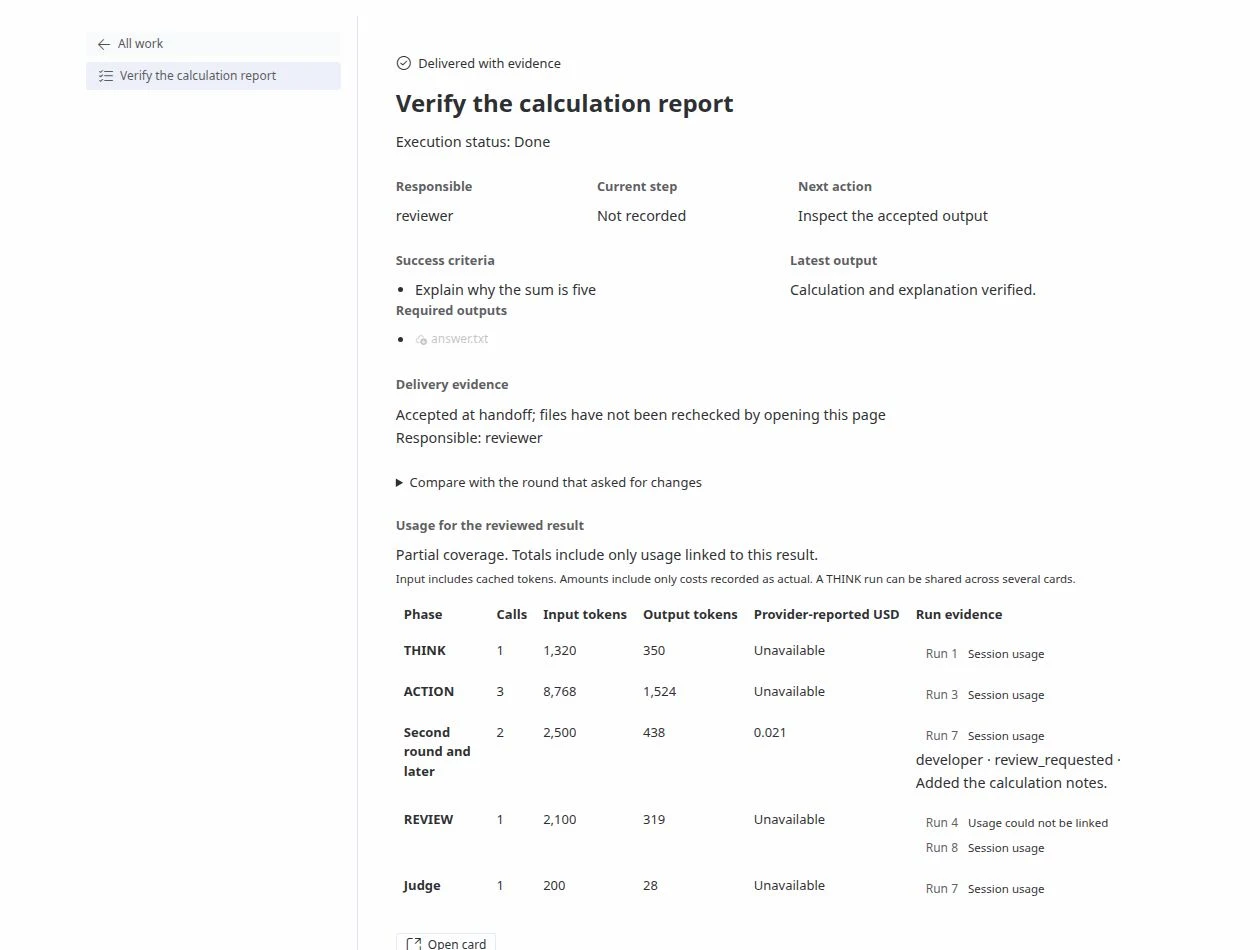 All work
Verify the calculation report
Delivered with evidence
Verify the calculation report
Execution status: Done
Responsible
Current step
Next action
reviewer
Not recorded
Inspect the accepted output
Success criteria
Latest output
• Explain why the sum is five
Calculation and explanation verified.
Required outputs
• answer.txt
Delivery evidence
Accepted at handoff; files have not been rechecked by opening this page
Responsible: reviewer
Compare with the round that asked for changes
Usage for the reviewed result
Partial coverage. Totals include only usage linked to this result.
Input includes cached tokens. Amounts include only costs recorded as actual. A THINK run can be shared across several cards.
Phase Calls Input tokens Output tokens Provider-reported USD Run evidence
THINK 1 1,320 350 Unavailable Run 1 Session usage
ACTION 3 8,768 1,524 Unavailable Run 3 Session usage
Second 2 2,500 438 0.021 Run 7 Session usage
round and developer · review_requested ·
later Added the calculation notes.
REVIEW 1 2,100 319 Unavailable Run 4 Usage could not be linked
Run 8 Session usage
Judge 1 200 28 Unavailable Run 7 Session usage
Open card